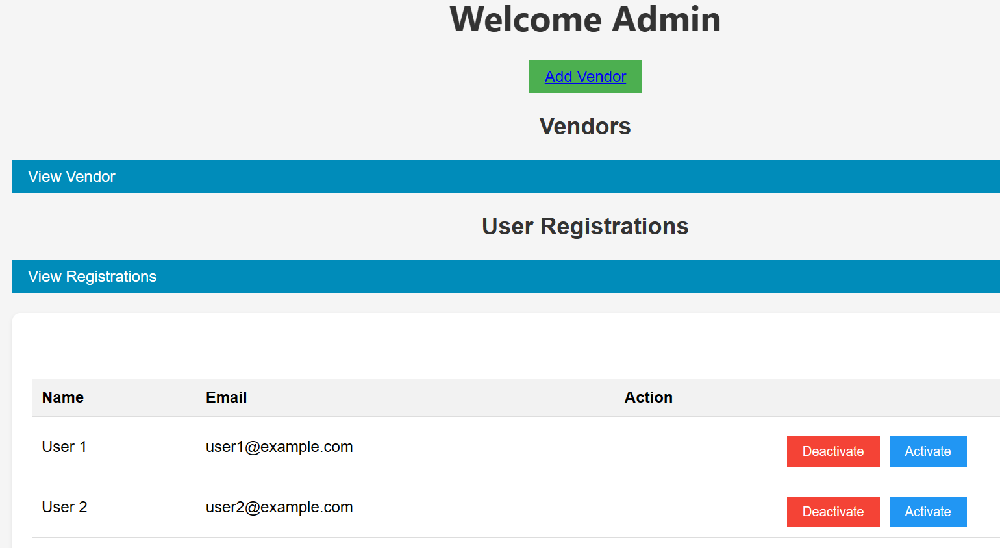 Welcome Admin
Add Vendor
Vendors
View Vendor
User Registrations
View Registrations
Name Email Action
User 1 user1@example.com Deactivate Activate
User 2 user2@example.com Deactivate Activate